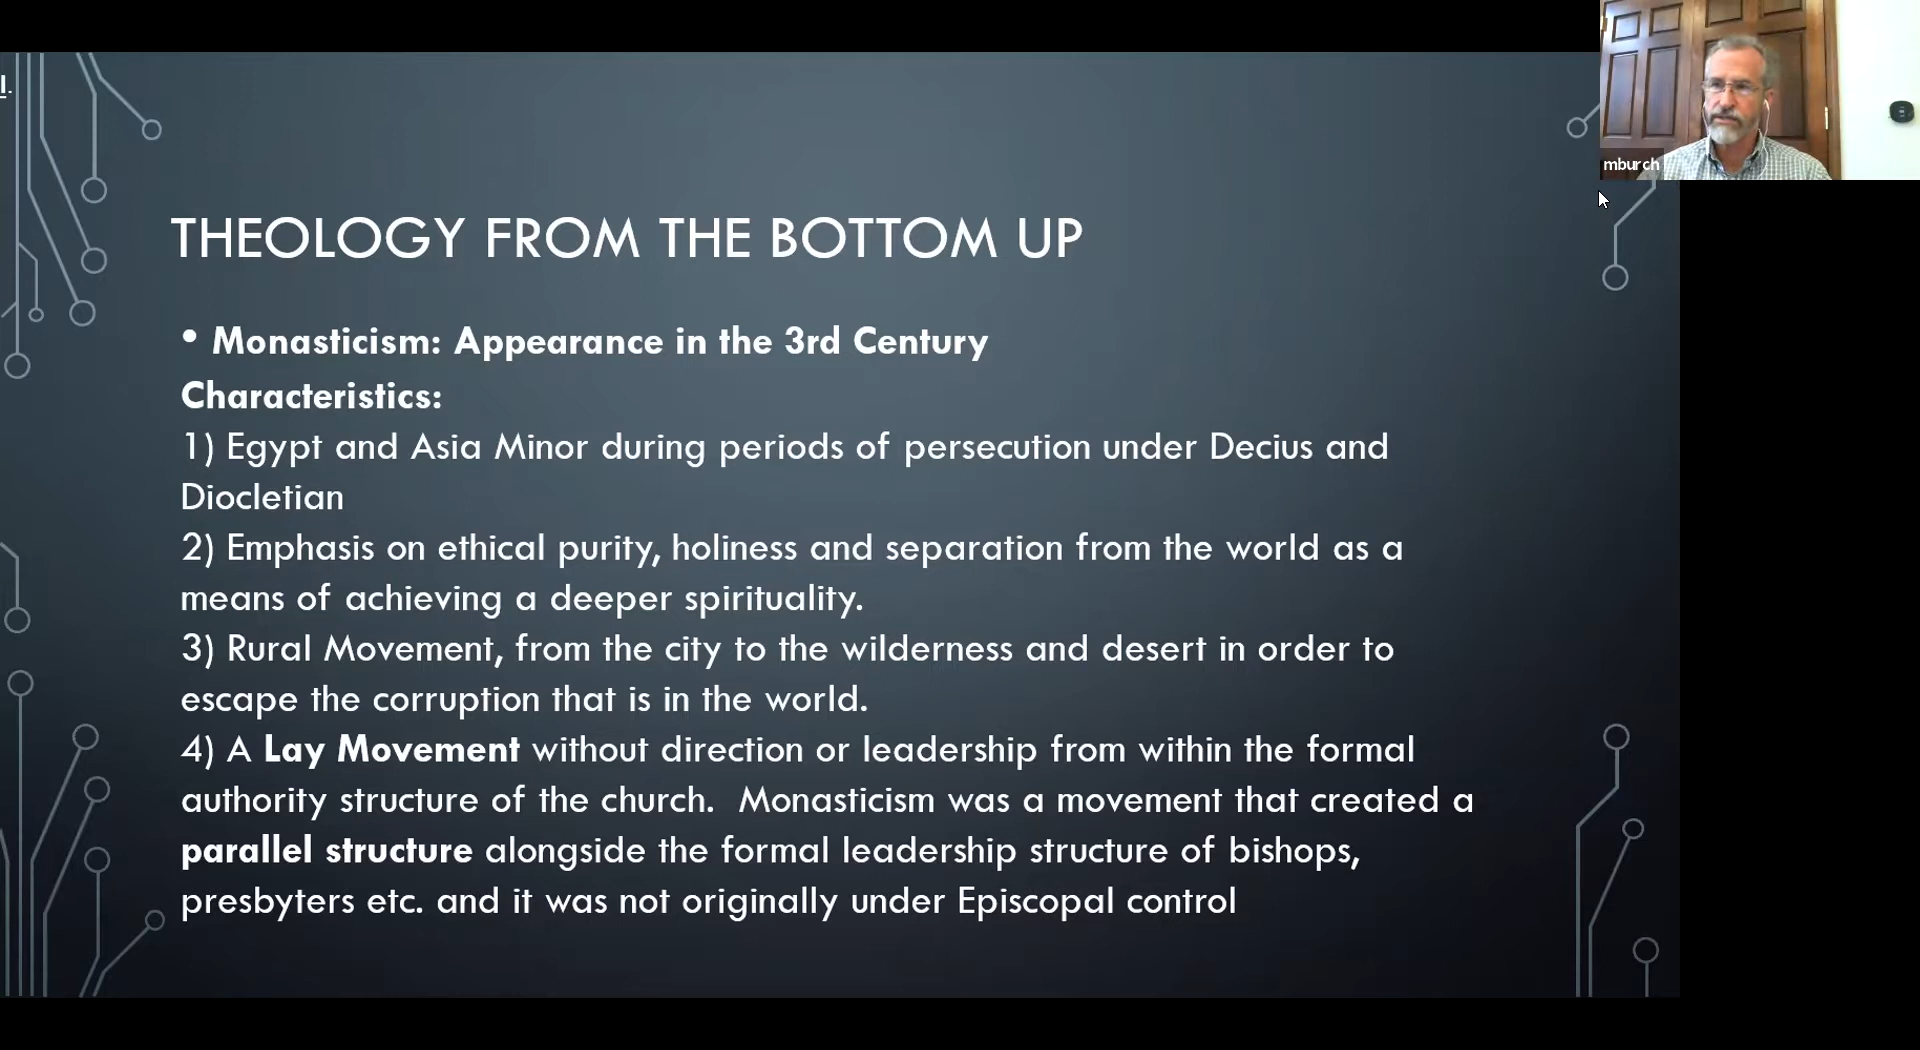 l.
mburch
THEOLOGY FROM THE BOTTOM UP
• Monasticism: Appearance in the 3rd Century
Characteristics:
1) Egypt and Asia Minor during periods of persecution under Decius and
Diocletian
2) Emphasis on ethical purity, holiness and separation from the world as a
means of achieving a deeper spirituality.
3) Rural Movement, from the city to the wilderness and desert in order to
escape the corruption that is in the world.
4) A Lay Movement without direction or leadership from within the formal
authority structure of the church.  Monasticism was a movement that created a
parallel structure alongside the formal leadership structure of bishops,
presbyters etc. and it was not originally under Episcopal control